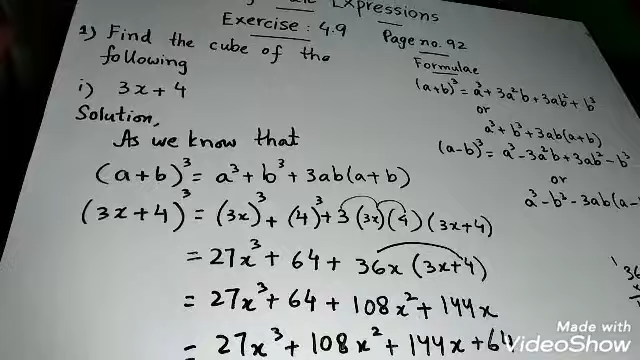 Expressions
Exercise : 4.9
Page no. 92
1) Find the cube of the
following
i) 3x+4
Solution,
As we know that
(a+b)³ = a³ + b³ + 3ab(a+b)
(3x+4)³ = (3x)³ + (4)³ + 3(3x)(4)(3x+4)
= 27x³ + 64 + 36x(3x+4)
= 27x³ + 64 + 108x² + 144x
= 27x³ + 108x² + 144x + 64
Formulae
(a+b)³ = a³ + 3a²b + 3ab² + b³
or
a³ + b³ + 3ab(a+b)
(a-b)³ = a³ - 3a²b + 3ab² - b³
or
a³ - b³ - 3ab(a-
36
Made with
VideoShow